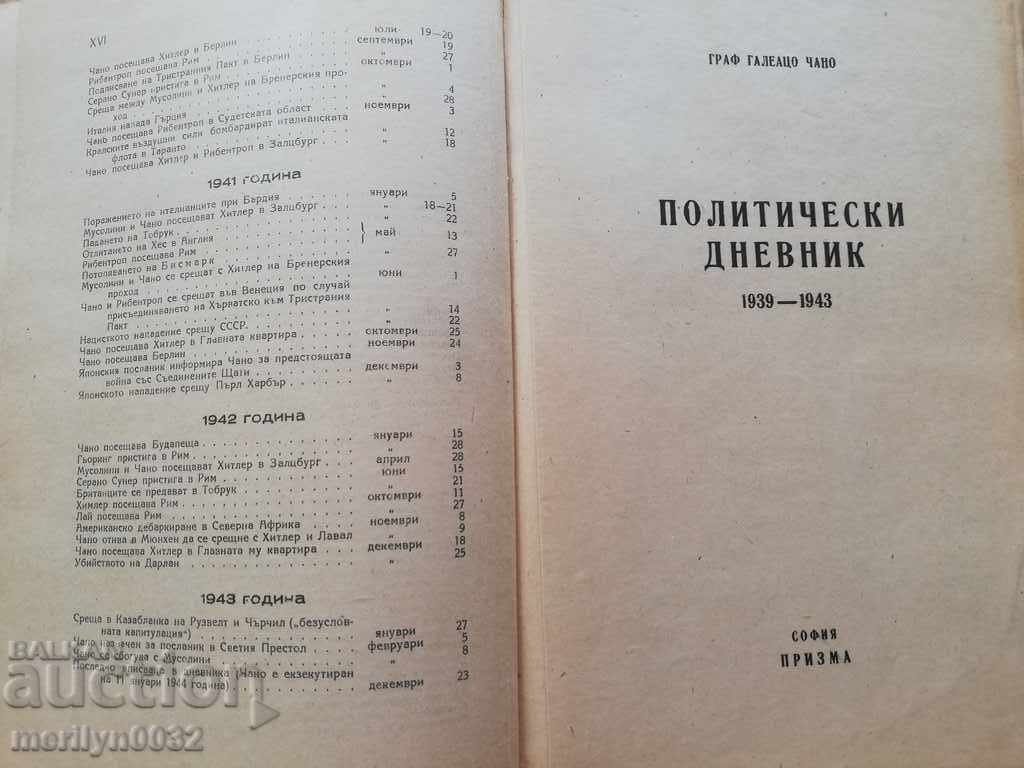 XVI
Чано посещава Хитлер в Берлин . . . юли 19—20
Рибентроп посещава Рим . . . септември 19
Подписване на Тристранния Пакт в Берлин . . . „ 27
Серано Сунер пристига в Рим . . . октомври 1
Среща между Мусолини и Хитлер на Бренерския про-
ход . . . „ 4
Италия напада Гърция . . . „ 28
Чано посещава Рибентроп в Судетската област . . . ноември 3
Кралските въздушни сили бомбардират италианската
флота в Таранто . . . „ 12
Чано посещава Хитлер и Рибентроп в Залцбург . . . „ 18
1941 година
Поражението на италианците при Бардия . . . януари 5
Мусолини и Чано посещават Хитлер в Залцбург . . . „ 18—21
Падането на Тобрук . . . „ 22
Отлитането на Хес в Англия . . . май 13
Рибентроп посещава Рим
Потопяването на Бисмарк . . . „ 27
Мусолини и Чано се срещат с Хитлер на Бренерския
проход . . . юни 1
Чано и Рибентроп се срещат във Венеция по случай
присъединяването на Хърватско към Тристрания
Пакт . . . „ 14
Нацисткото нападение срещу СССР . . . „ 22
Чано посещава Хитлер в Главната квартира . . . октомври 25
Чано посещава Берлин . . . ноември 24
Японския посланик информира Чано за предстоящата
война със Съединените Щати . . . декември 3
Японското нападение срещу Пърл Харбър . . . „ 8
1942 година
Чано посещава Будапеща . . . януари 15
Гьоринг пристига в Рим . . . „ 28
Мусолини и Чано посещават Хитлер в Залцбург . . . април 28
Серано Сунер пристига в Рим . . . юни 15
Британците се предават в Тобрук . . . „ 21
Химлер посещава Рим . . . октомври 11
Лай посещава Рим . . . „ 27
Американско дебаркиране в Северна Африка . . . ноември 8
Чано отива в Мюнхен да се срещне с Хитлер и Лавал „ 9
Чано посещава Хитлер в Главната му квартира . . . декември 18
Убийството на Дарлан . . . „ 25
1943 година
Среща в Казабланка на Рузвелт и Чърчил („безуслов-
ната капитулация") . . . януари 27
Чано назначен за посланик в Светия Престол . . . февруари 5
Чано се сбогува с Мусолини . . . „ 8
Последно вписване в дневника (Чано е екзекутиран
на 11 януари 1944 година) . . . декември 23
ГРАФ ГАЛЕАЦО ЧАНО
ПОЛИТИЧЕСКИ
ДНЕВНИК
1939—1943
СОФИЯ
ПРИЗМА
BALKAN
auction
merilyn0032